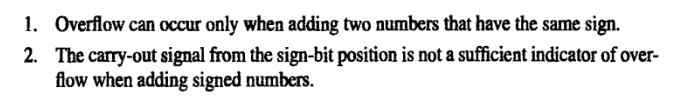 1. Overflow can occur only when adding two numbers that have the same sign.
2. The carry-out signal from the sign-bit position is not a sufficient indicator of over-
flow when adding signed numbers.